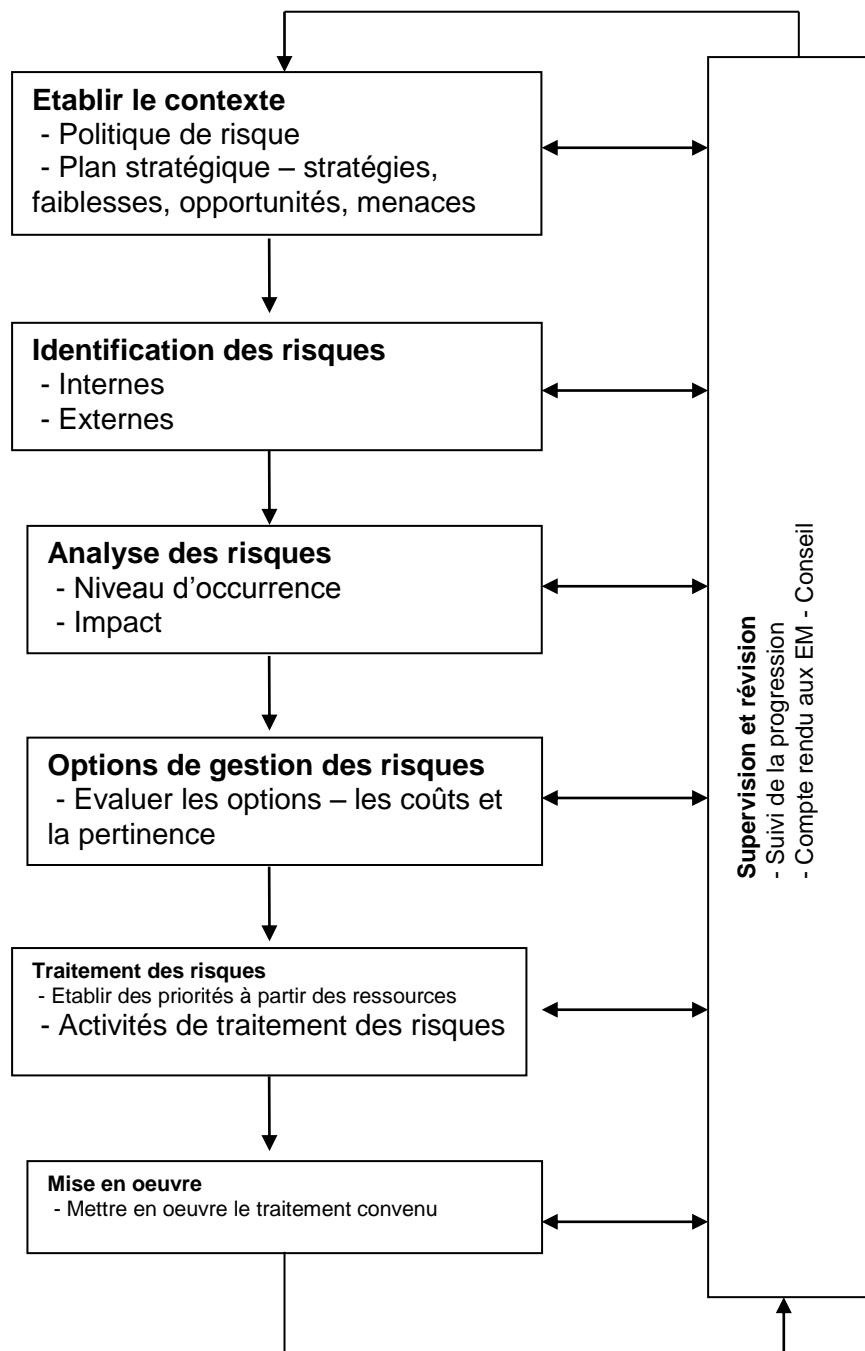 Etablir le contexte
- Politique de risque
- Plan stratégique – stratégies,
faiblesses, opportunités, menaces
Identification des risques
- Internes
- Externes
Analyse des risques
- Niveau d’occurrence
- Impact
Options de gestion des risques
- Evaluer les options – les coûts et
la pertinence
Traitement des risques
- Etablir des priorités à partir des ressources
- Activités de traitement des risques
Mise en oeuvre
- Mettre en oeuvre le traitement convenu
Supervision et révision
- Suivi de la progression
- Compte rendu aux EM - Conseil